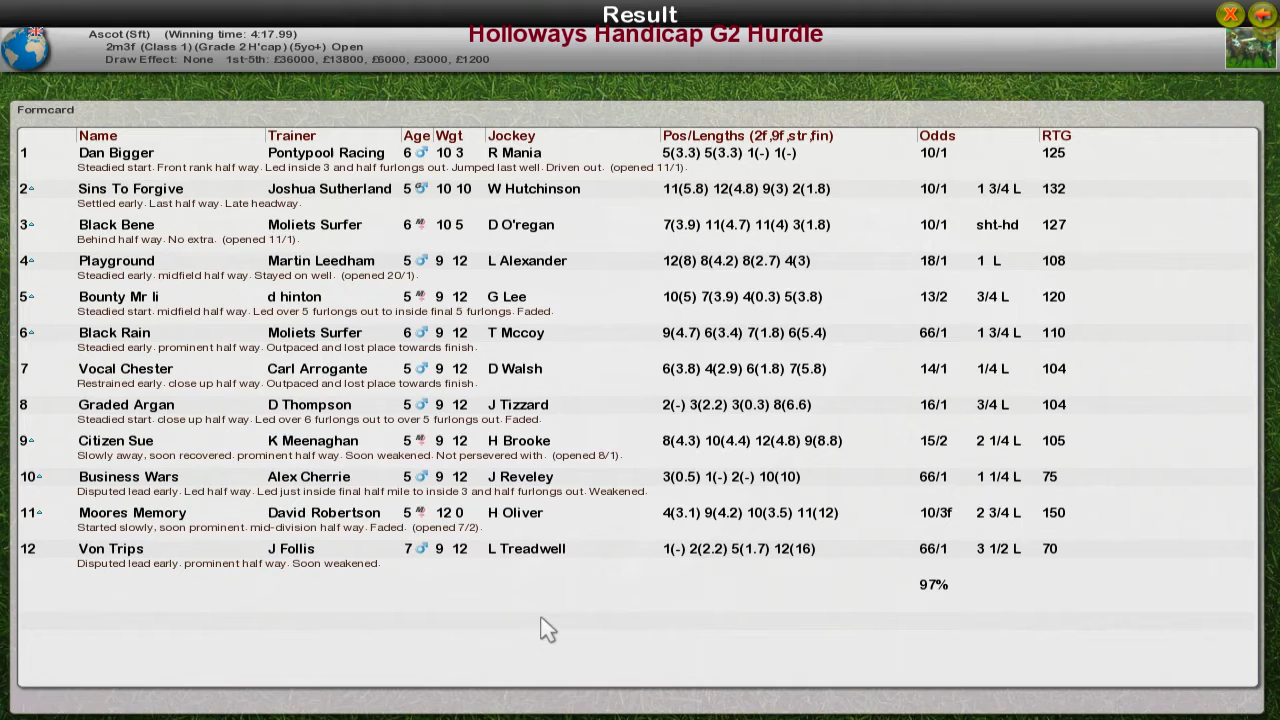 Result
Holloways Handicap G2 Hurdle
Ascot (Sft) (Winning time: 4:17.99)
2m3f (Class 1) (Grade 2 H'cap) (5yo+) Open
Draw Effect: None 1st-5th: £36000, £13800, £6000, £3000, £1200
Formcard
Name Trainer Age Wgt Jockey Pos/Lengths (2f,9f,str,fin) Odds RTG
1 Dan Bigger Pontypool Racing 6 10 3 R Mania 5(3.3) 5(3.3) 1(-) 1(-) 10/1 125
Steadied start. Front rank half way. Led inside 3 and half furlongs out. Jumped last well. Driven out. (opened 11/1).
2 Sins To Forgive Joshua Sutherland 5 10 10 W Hutchinson 11(5.8) 12(4.8) 9(3) 2(1.8) 10/1 1 3/4 L 132
Settled early. Last half way. Late headway.
3 Black Bene Moliets Surfer 6 10 5 D O'regan 7(3.9) 11(4.7) 11(4) 3(1.8) 10/1 sht-hd 127
Behind half way. No extra. (opened 11/1).
4 Playground Martin Leedham 5 9 12 L Alexander 12(8) 8(4.2) 8(2.7) 4(3) 18/1 1 L 108
Steadied early. midfield half way. Stayed on well. (opened 20/1).
5 Bounty Mr Ii d hinton 5 9 12 G Lee 10(5) 7(3.9) 4(0.3) 5(3.8) 13/2 3/4 L 120
Steadied start. midfield half way. Led over 5 furlongs out to inside final 5 furlongs. Faded.
6 Black Rain Moliets Surfer 6 9 12 T Mccoy 9(4.7) 6(3.4) 7(1.8) 6(5.4) 66/1 1 3/4 L 110
Steadied early. prominent half way. Outpaced and lost place towards finish.
7 Vocal Chester Carl Arrogante 5 9 12 D Walsh 6(3.8) 4(2.9) 6(1.8) 7(5.8) 14/1 1/4 L 104
Restrained early. close up half way. Outpaced and lost place towards finish.
8 Graded Argan D Thompson 5 9 12 J Tizzard 2(-) 3(2.2) 3(0.3) 8(6.6) 16/1 3/4 L 104
Steadied start. close up half way. Led over 6 furlongs out to over 5 furlongs out. Faded.
9 Citizen Sue K Meenaghan 5 9 12 H Brooke 8(4.3) 10(4.4) 12(4.8) 9(8.8) 15/2 2 1/4 L 105
Slowly away, soon recovered. prominent half way. Soon weakened. Not persevered with. (opened 8/1).
10 Business Wars Alex Cherrie 5 9 12 J Reveley 3(0.5) 1(-) 2(-) 10(10) 66/1 1 1/4 L 75
Disputed lead early. Led half way. Led just inside final half mile to inside 3 and half furlongs out. Weakened.
11 Moores Memory David Robertson 5 12 0 H Oliver 4(3.1) 9(4.2) 10(3.5) 11(12) 10/3f 2 3/4 L 150
Started slowly, soon prominent. mid-division half way. Faded. (opened 7/2).
12 Von Trips J Follis 7 9 12 L Treadwell 1(-) 2(2.2) 5(1.7) 12(16) 66/1 3 1/2 L 70
Disputed lead early. prominent half way. Soon weakened.
97%